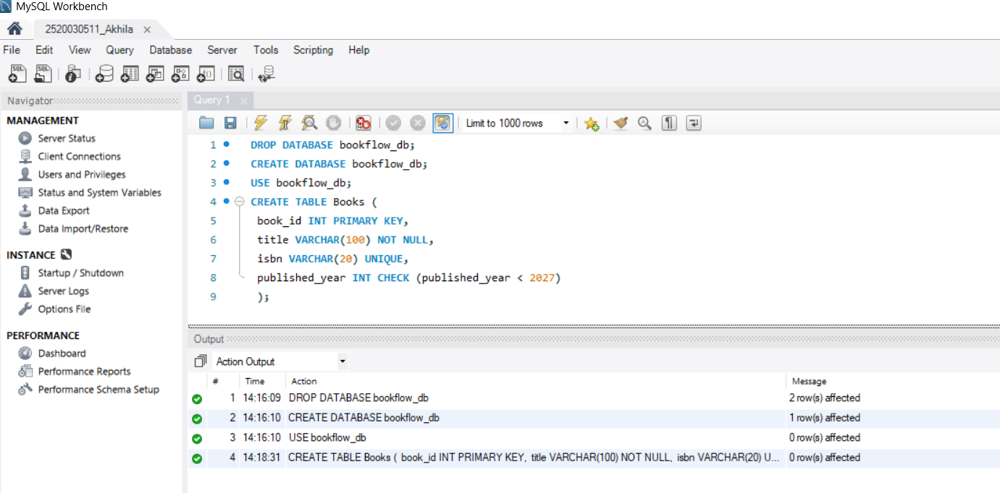 MySQL Workbench
2520030511_Akhila
File Edit View Query Database Server Tools Scripting Help
SQL SQL
Navigator
MANAGEMENT
Server Status
Client Connections
Users and Privileges
Status and System Variables
Data Export
Data Import/Restore
INSTANCE
Startup / Shutdown
Server Logs
Options File
PERFORMANCE
Dashboard
Performance Reports
Performance Schema Setup
Query 1
Limit to 1000 rows
1 DROP DATABASE bookflow_db;
2 CREATE DATABASE bookflow_db;
3 USE bookflow_db;
4 CREATE TABLE Books (
5 book_id INT PRIMARY KEY,
6 title VARCHAR(100) NOT NULL,
7 isbn VARCHAR(20) UNIQUE,
8 published_year INT CHECK (published_year < 2027)
9 );
Output
Action Output
# Time Action Message
1 14:16:09 DROP DATABASE bookflow_db 2 row(s) affected
2 14:16:10 CREATE DATABASE bookflow_db 1 row(s) affected
3 14:16:10 USE bookflow_db 0 row(s) affected
4 14:18:31 CREATE TABLE Books ( book_id INT PRIMARY KEY, title VARCHAR(100) NOT NULL, isbn VARCHAR(20) U... 0 row(s) affected